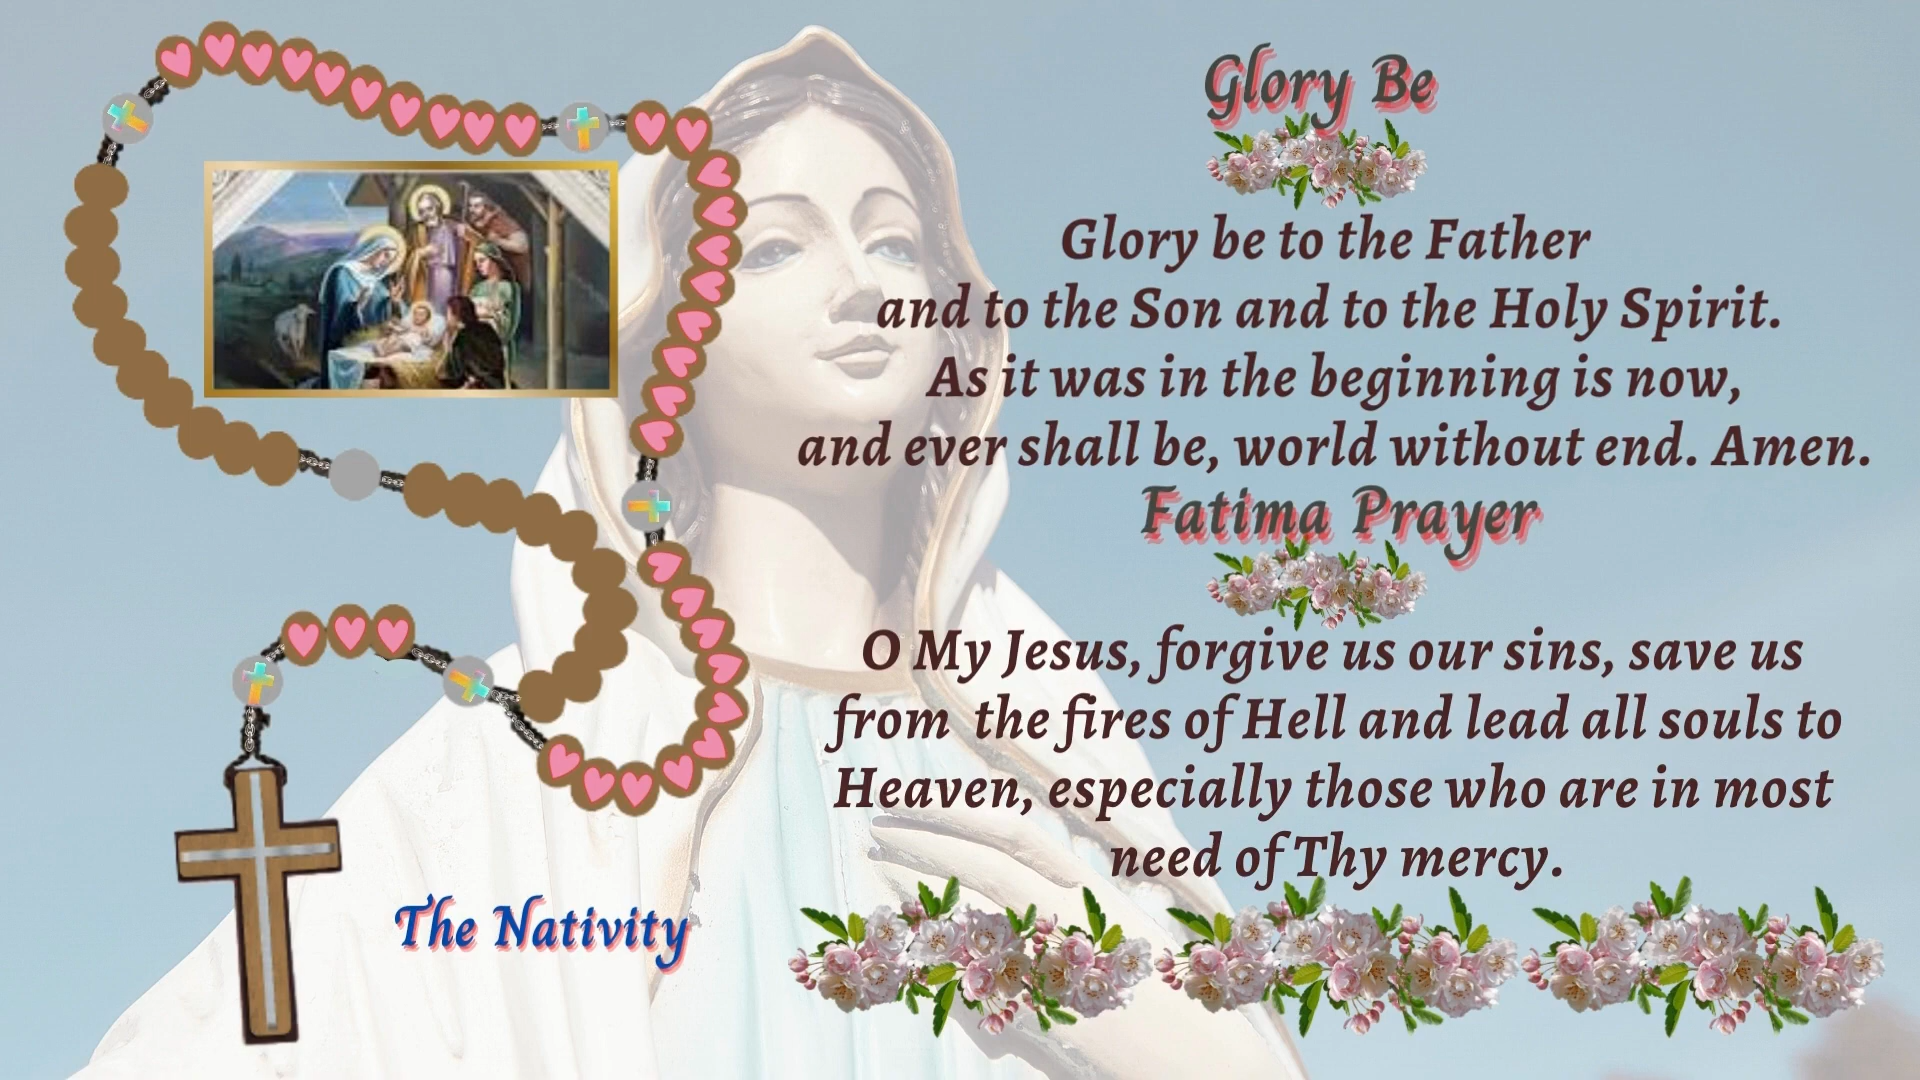 Glory Be
Glory be to the Father
and to the Son and to the Holy Spirit.
As it was in the beginning is now,
and ever shall be, world without end. Amen.
Fatima Prayer
O My Jesus, forgive us our sins, save us
from the fires of Hell and lead all souls to
Heaven, especially those who are in most
need of Thy mercy.
The Nativity